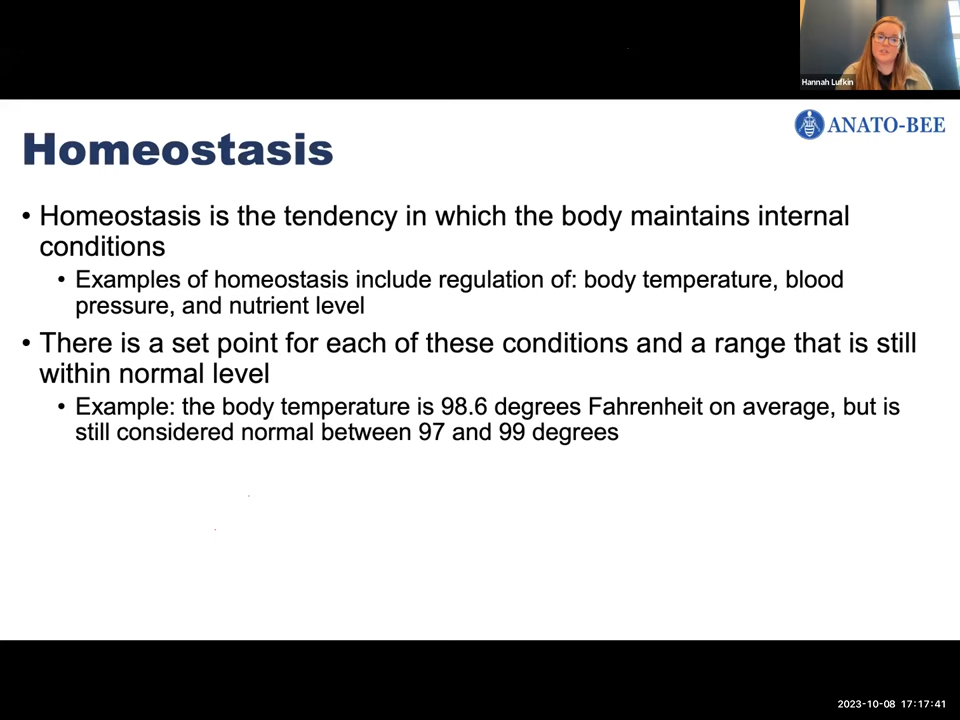 Hannah Lufkin
ANATO-BEE
Homeostasis
• Homeostasis is the tendency in which the body maintains internal
conditions
• Examples of homeostasis include regulation of: body temperature, blood
pressure, and nutrient level
• There is a set point for each of these conditions and a range that is still
within normal level
• Example: the body temperature is 98.6 degrees Fahrenheit on average, but is
still considered normal between 97 and 99 degrees
2023-10-08 17:17:41